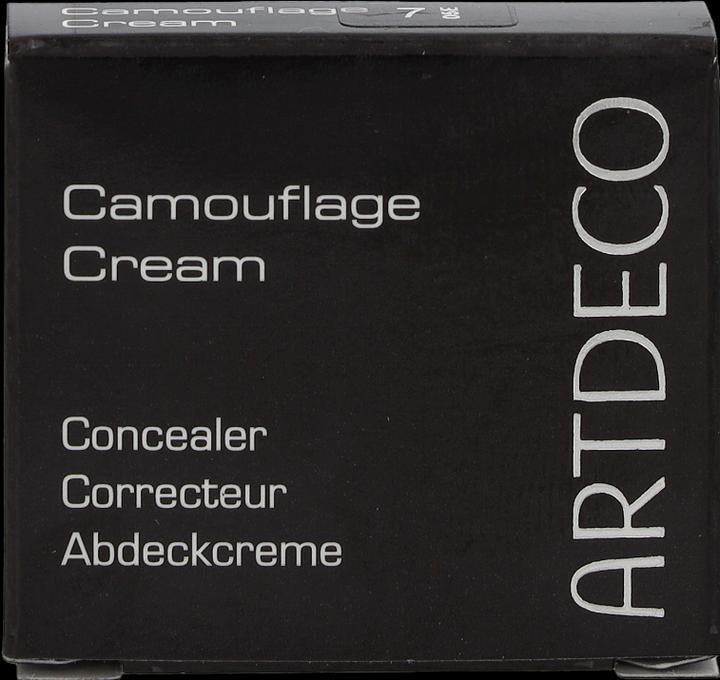 Camouflage
Cream
7
Camouflage
Cream
Concealer
Correcteur
Abdeckcreme
ARTDECO